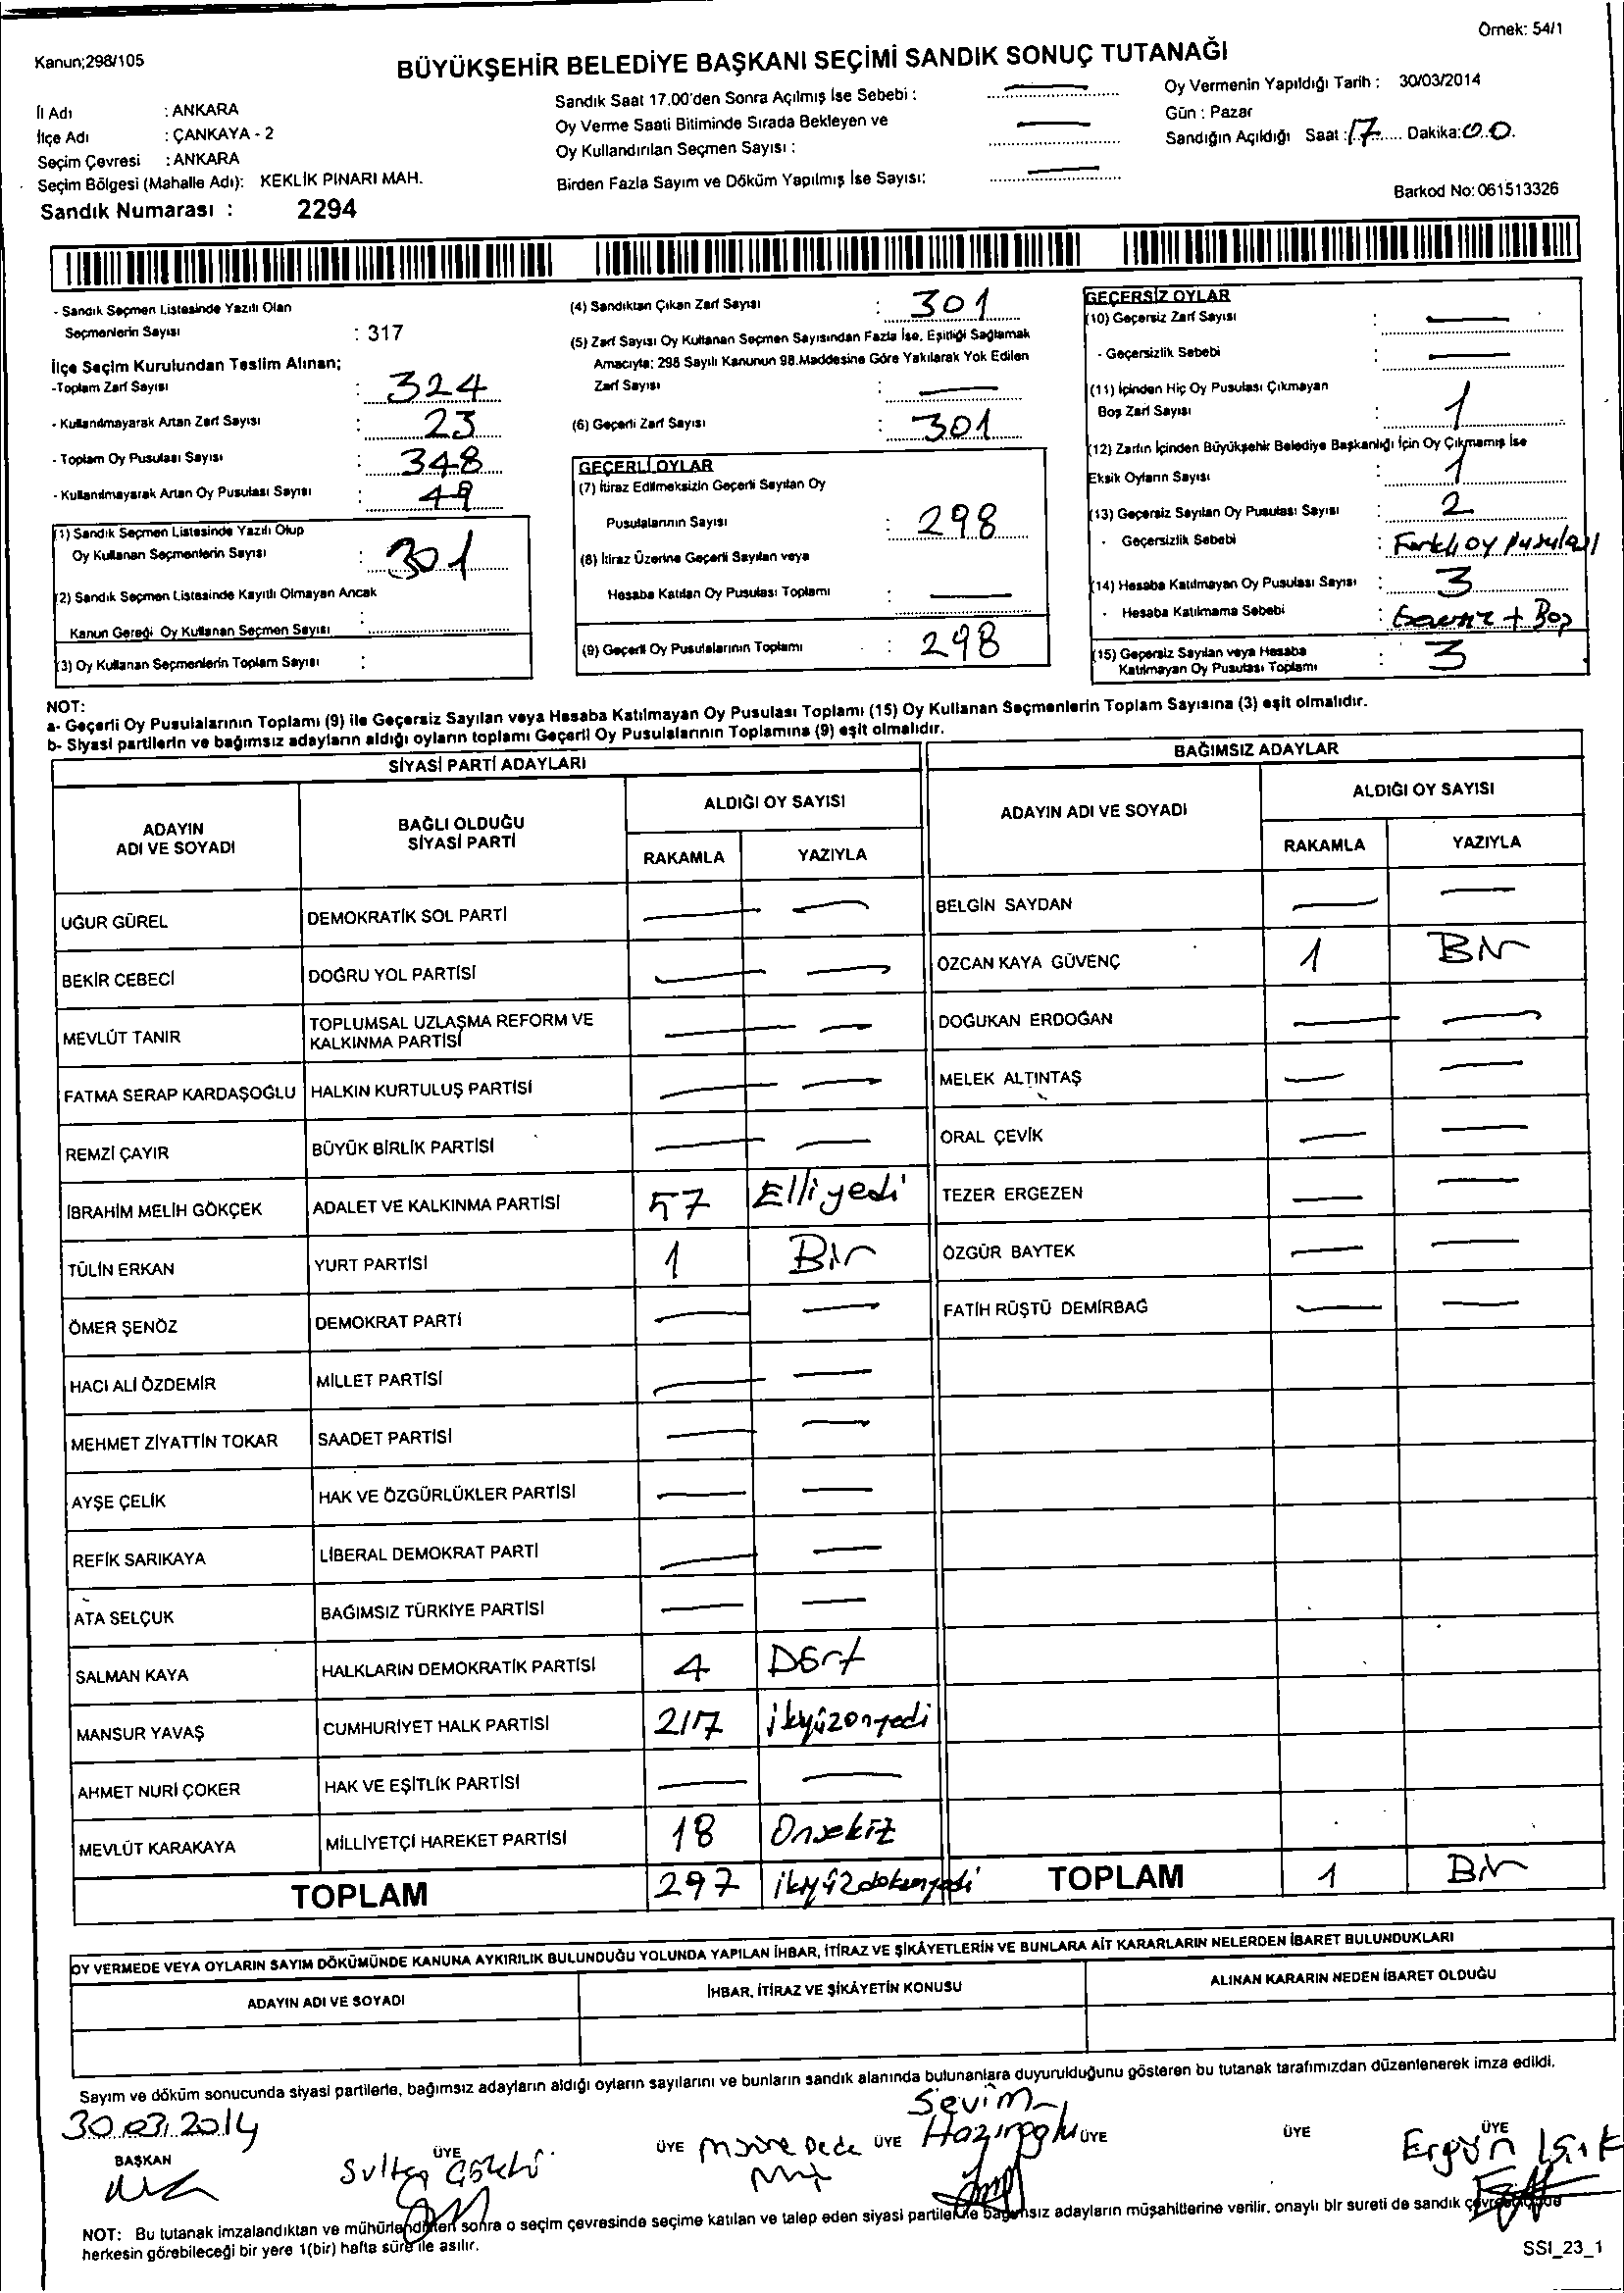 Örnek: 54/1
Kanun;298/105
BÜYÜKŞEHİR BELEDİYE BAŞKANI SEÇİMİ SANDIK SONUÇ TUTANAĞI
İl Adı : ANKARA
İlçe Adı : ÇANKAYA - 2
Seçim Çevresi : ANKARA
Seçim Bölgesi (Mahalle Adı): KEKLİK PINARI MAH.
Sandık Numarası : 2294
Sandık Saat 17.00'den Sonra Açılmış İse Sebebi :
Oy Verme Saati Bitiminde Sırada Bekleyen ve
Oy Kullandırılan Seçmen Sayısı :
Birden Fazla Sayım ve Döküm Yapılmış İse Sayısı:
Oy Vermenin Yapıldığı Tarih : 30/03/2014
Gün : Pazar
Sandığın Açıldığı Saat : 17 Dakika: 00
Barkod No: 061513326
- Sandık Seçmen Listesinde Yazılı Olan
Seçmenlerin Sayısı : 317
İlçe Seçim Kurulundan Teslim Alınan;
-Toplam Zarf Sayısı : 324
- Kullanılmayarak Artan Zarf Sayısı : 23
- Toplam Oy Pusulası Sayısı : 348
- Kullanılmayarak Artan Oy Pusulası Sayısı : 49
(1) Sandık Seçmen Listesinde Yazılı Olup
Oy Kullanan Seçmenlerin Sayısı : 301
(2) Sandık Seçmen Listesinde Kayıtlı Olmayan Ancak
Kanun Gereği Oy Kullanan Seçmen Sayısı :
(3) Oy Kullanan Seçmenlerin Toplam Sayısı :
(4) Sandıktan Çıkan Zarf Sayısı : 301
(5) Zarf Sayısı Oy Kullanan Seçmen Sayısından Fazla İse, Eşitliği Sağlamak
Amacıyla; 298 Sayılı Kanunun 98.Maddesine Göre Yakılarak Yok Edilen
Zarf Sayısı :
(6) Geçerli Zarf Sayısı : 301
GEÇERLİ OYLAR
(7) İtiraz Edilmeksizin Geçerli Sayılan Oy
Pusulalarının Sayısı : 298
(8) İtiraz Üzerine Geçerli Sayılan veya
Hesaba Katılan Oy Pusulası Toplamı :
(9) Geçerli Oy Pusulalarının Toplamı : 298
GEÇERSİZ OYLAR
(10) Geçersiz Zarf Sayısı :
- Geçersizlik Sebebi :
(11) İçinden Hiç Oy Pusulası Çıkmayan
Boş Zarf Sayısı : 1
(12) Zarfın İçinden Büyükşehir Belediye Başkanlığı İçin Oy Çıkmamış İse
Eksik Oyların Sayısı : 1
(13) Geçersiz Sayılan Oy Pusulası Sayısı : 2
- Geçersizlik Sebebi : Farklı oy pusulası
(14) Hesaba Katılmayan Oy Pusulası Sayısı : 3
- Hesaba Katılmama Sebebi : + Boş
(15) Geçersiz Sayılan veya Hesaba
Katılmayan Oy Pusulası Toplamı : 3
NOT:
a- Geçerli Oy Pusulalarının Toplamı (9) ile Geçersiz Sayılan veya Hesaba Katılmayan Oy Pusulası Toplamı (15) Oy Kullanan Seçmenlerin Toplam Sayısına (3) eşit olmalıdır.
b- Siyasi partilerin ve bağımsız adayların aldığı oyların toplamı Geçerli Oy Pusulalarının Toplamına (9) eşit olmalıdır.
SİYASİ PARTİ ADAYLARI
ADAYIN
ADI VE SOYADI
BAĞLI OLDUĞU
SİYASİ PARTİ
ALDIĞI OY SAYISI
RAKAMLA YAZIYLA
UĞUR GÜREL DEMOKRATİK SOL PARTİ
BEKİR CEBECİ DOĞRU YOL PARTİSİ
MEVLÜT TANIR TOPLUMSAL UZLAŞMA REFORM VE
KALKINMA PARTİSİ
FATMA SERAP KARDAŞOĞLU HALKIN KURTULUŞ PARTİSİ
REMZİ ÇAYIR BÜYÜK BİRLİK PARTİSİ
İBRAHİM MELİH GÖKÇEK ADALET VE KALKINMA PARTİSİ 57 Elliyedi
TÜLİN ERKAN YURT PARTİSİ 1 Bir
ÖMER ŞENÖZ DEMOKRAT PARTİ
HACI ALİ ÖZDEMİR MİLLET PARTİSİ
MEHMET ZİYATTİN TOKAR SAADET PARTİSİ
AYŞE ÇELİK HAK VE ÖZGÜRLÜKLER PARTİSİ
REFİK SARIKAYA LİBERAL DEMOKRAT PARTİ
ATA SELÇUK BAĞIMSIZ TÜRKİYE PARTİSİ
SALMAN KAYA HALKLARIN DEMOKRATİK PARTİSİ 4 Dört
MANSUR YAVAŞ CUMHURİYET HALK PARTİSİ 217 ikiyüzonyedi
AHMET NURİ ÇOKER HAK VE EŞİTLİK PARTİSİ
MEVLÜT KARAKAYA MİLLİYETÇİ HAREKET PARTİSİ 18 Onsekiz
TOPLAM 297
BAĞIMSIZ ADAYLAR
ADAYIN ADI VE SOYADI
ALDIĞI OY SAYISI
RAKAMLA YAZIYLA
BELGİN SAYDAN
ÖZCAN KAYA GÜVENÇ 1 Bir
DOĞUKAN ERDOĞAN
MELEK ALTINTAŞ
ORAL ÇEVİK
TEZER ERGEZEN
ÖZGÜR BAYTEK
FATİH RÜŞTÜ DEMİRBAĞ
TOPLAM 1 Bir
OY VERMEDE VEYA OYLARIN SAYIM DÖKÜMÜNDE KANUNA AYKIRILIK BULUNDUĞU YOLUNDA YAPILAN İHBAR, İTİRAZ VE ŞİKÂYETLERİN VE BUNLARA AİT KARARLARIN NELERDEN İBARET BULUNDUKLARI
ADAYIN ADI VE SOYADI İHBAR, İTİRAZ VE ŞİKÂYETİN KONUSU ALINAN KARARIN NEDEN İBARET OLDUĞU
Sayım ve döküm sonucunda siyasi partilerle, bağımsız adayların aldığı oyların sayılarını ve bunların sandık alanında bulunanlara duyurulduğunu gösteren bu tutanak tarafımızdan düzenlenerek imza edildi.
30.03.2014
BAŞKAN ÜYE ÜYE ÜYE ÜYE ÜYE ÜYE
Sultan Dede Sevim Ergün Işık
NOT: Bu tutanak imzalandıktan ve mühürlendikten sonra o seçim çevresinde seçime katılan ve talep eden siyasi partilerle bağımsız adayların müşahitlerine verilir, onaylı bir sureti de sandık çevresinde
herkesin görebileceği bir yere 1(bir) hafta süre ile asılır.
SSI_23_1